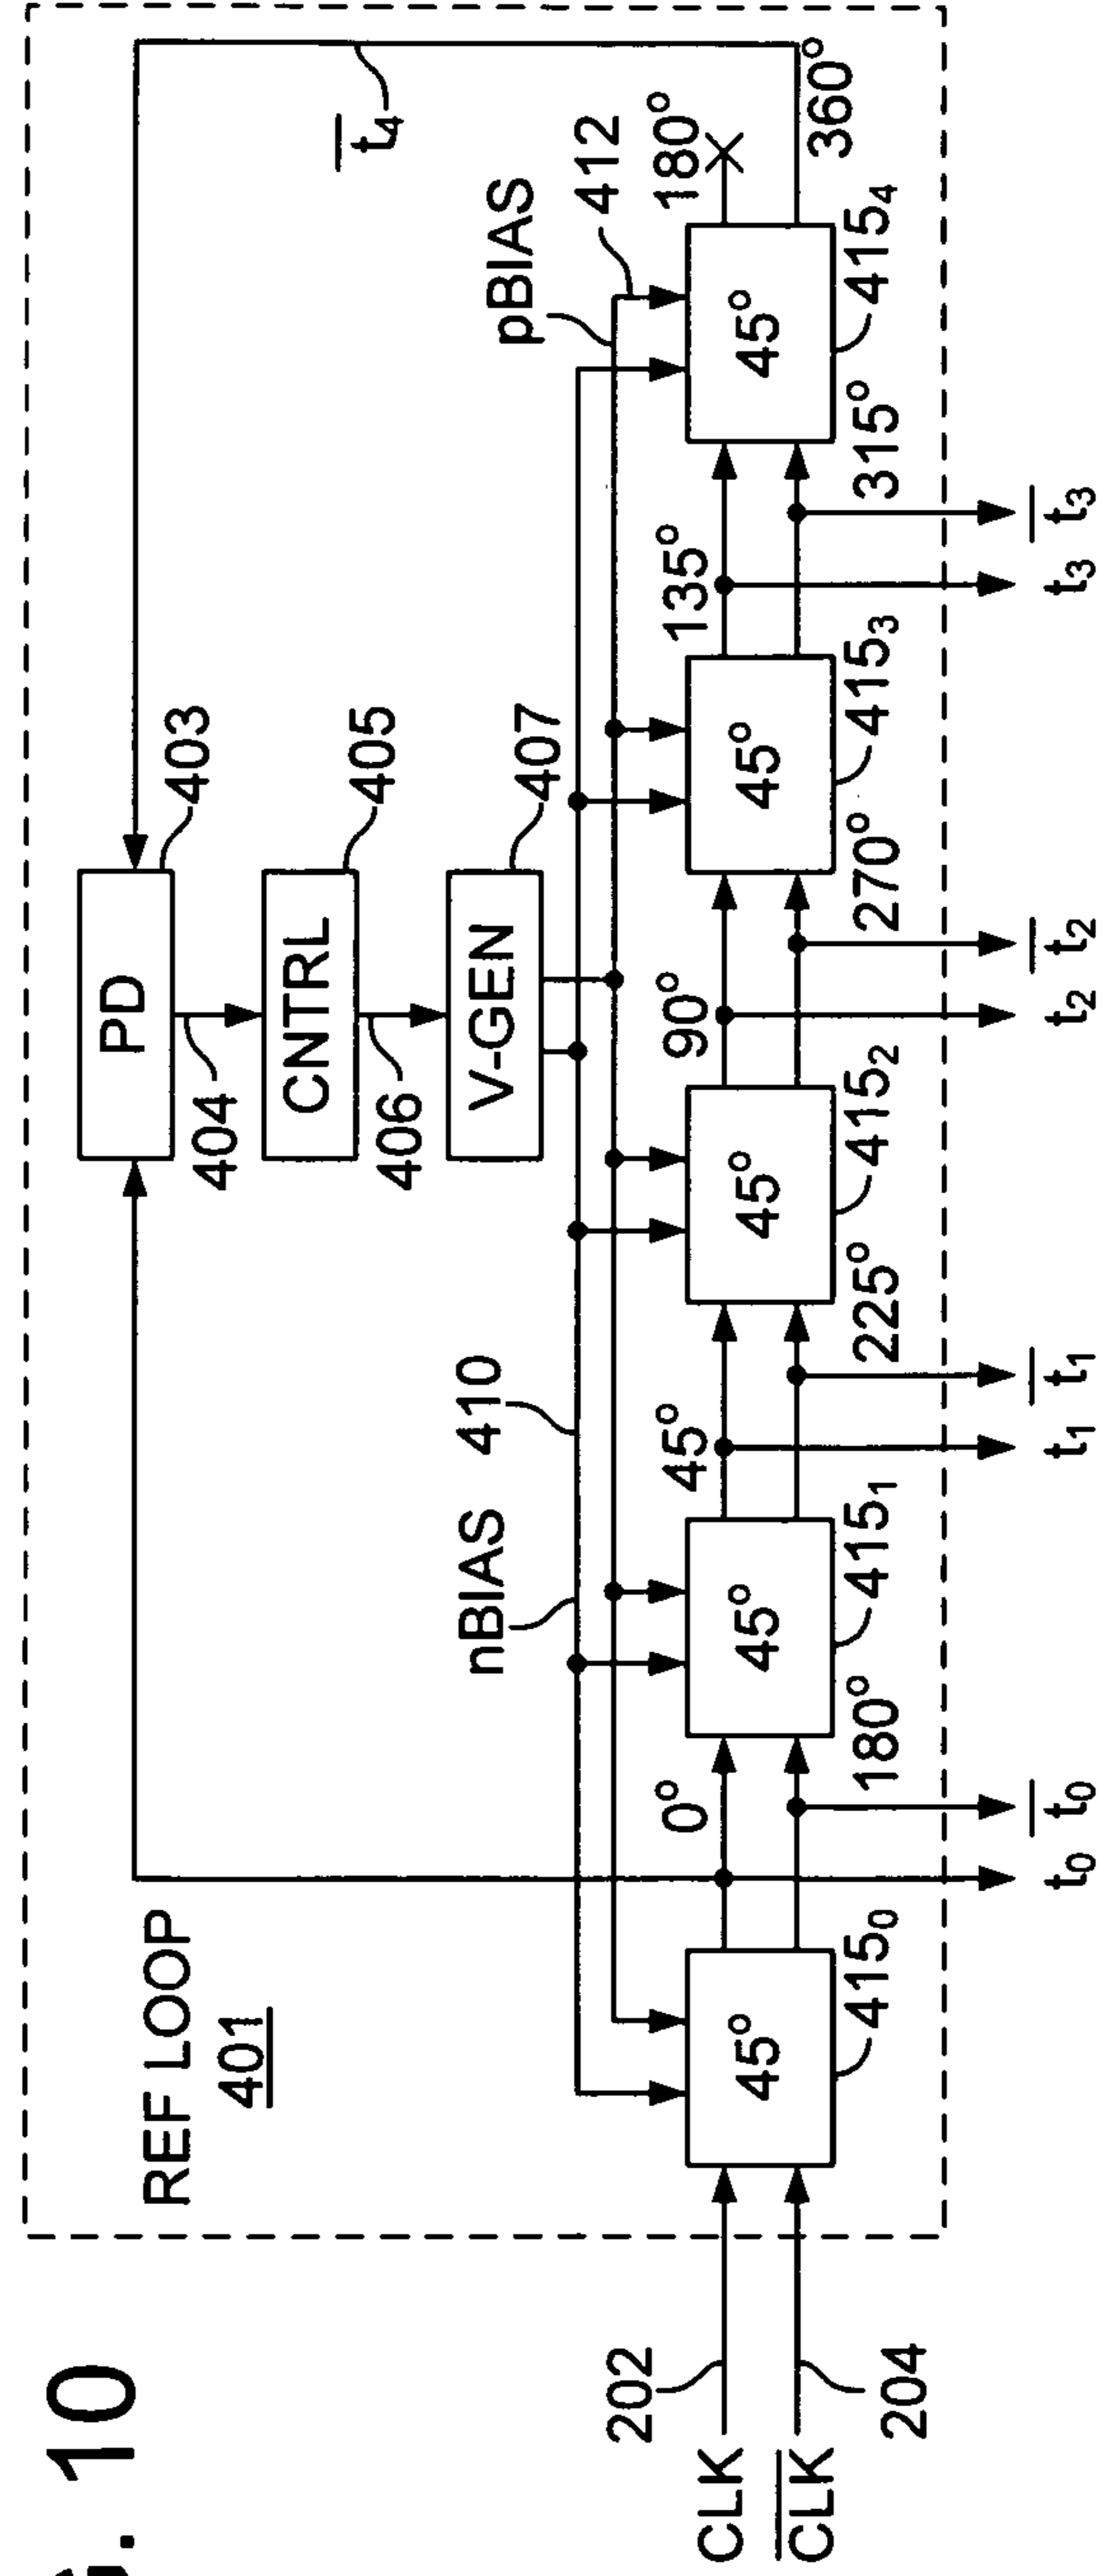 G. 10
REF LOOP
401
PD
403
404
CNTRL
405
406
V-GEN
407
t̅₄
nBIAS
410
pBIAS
412
CLK
202
C̅L̅K̅
204
45°
415₀
0°
180°
45°
415₁
45°
225°
45°
415₂
90°
270°
45°
415₃
135°
315°
45°
415₄
180°
360°
t₀
t̅₀
t₁
t̅₁
t₂
t̅₂
t₃
t̅₃